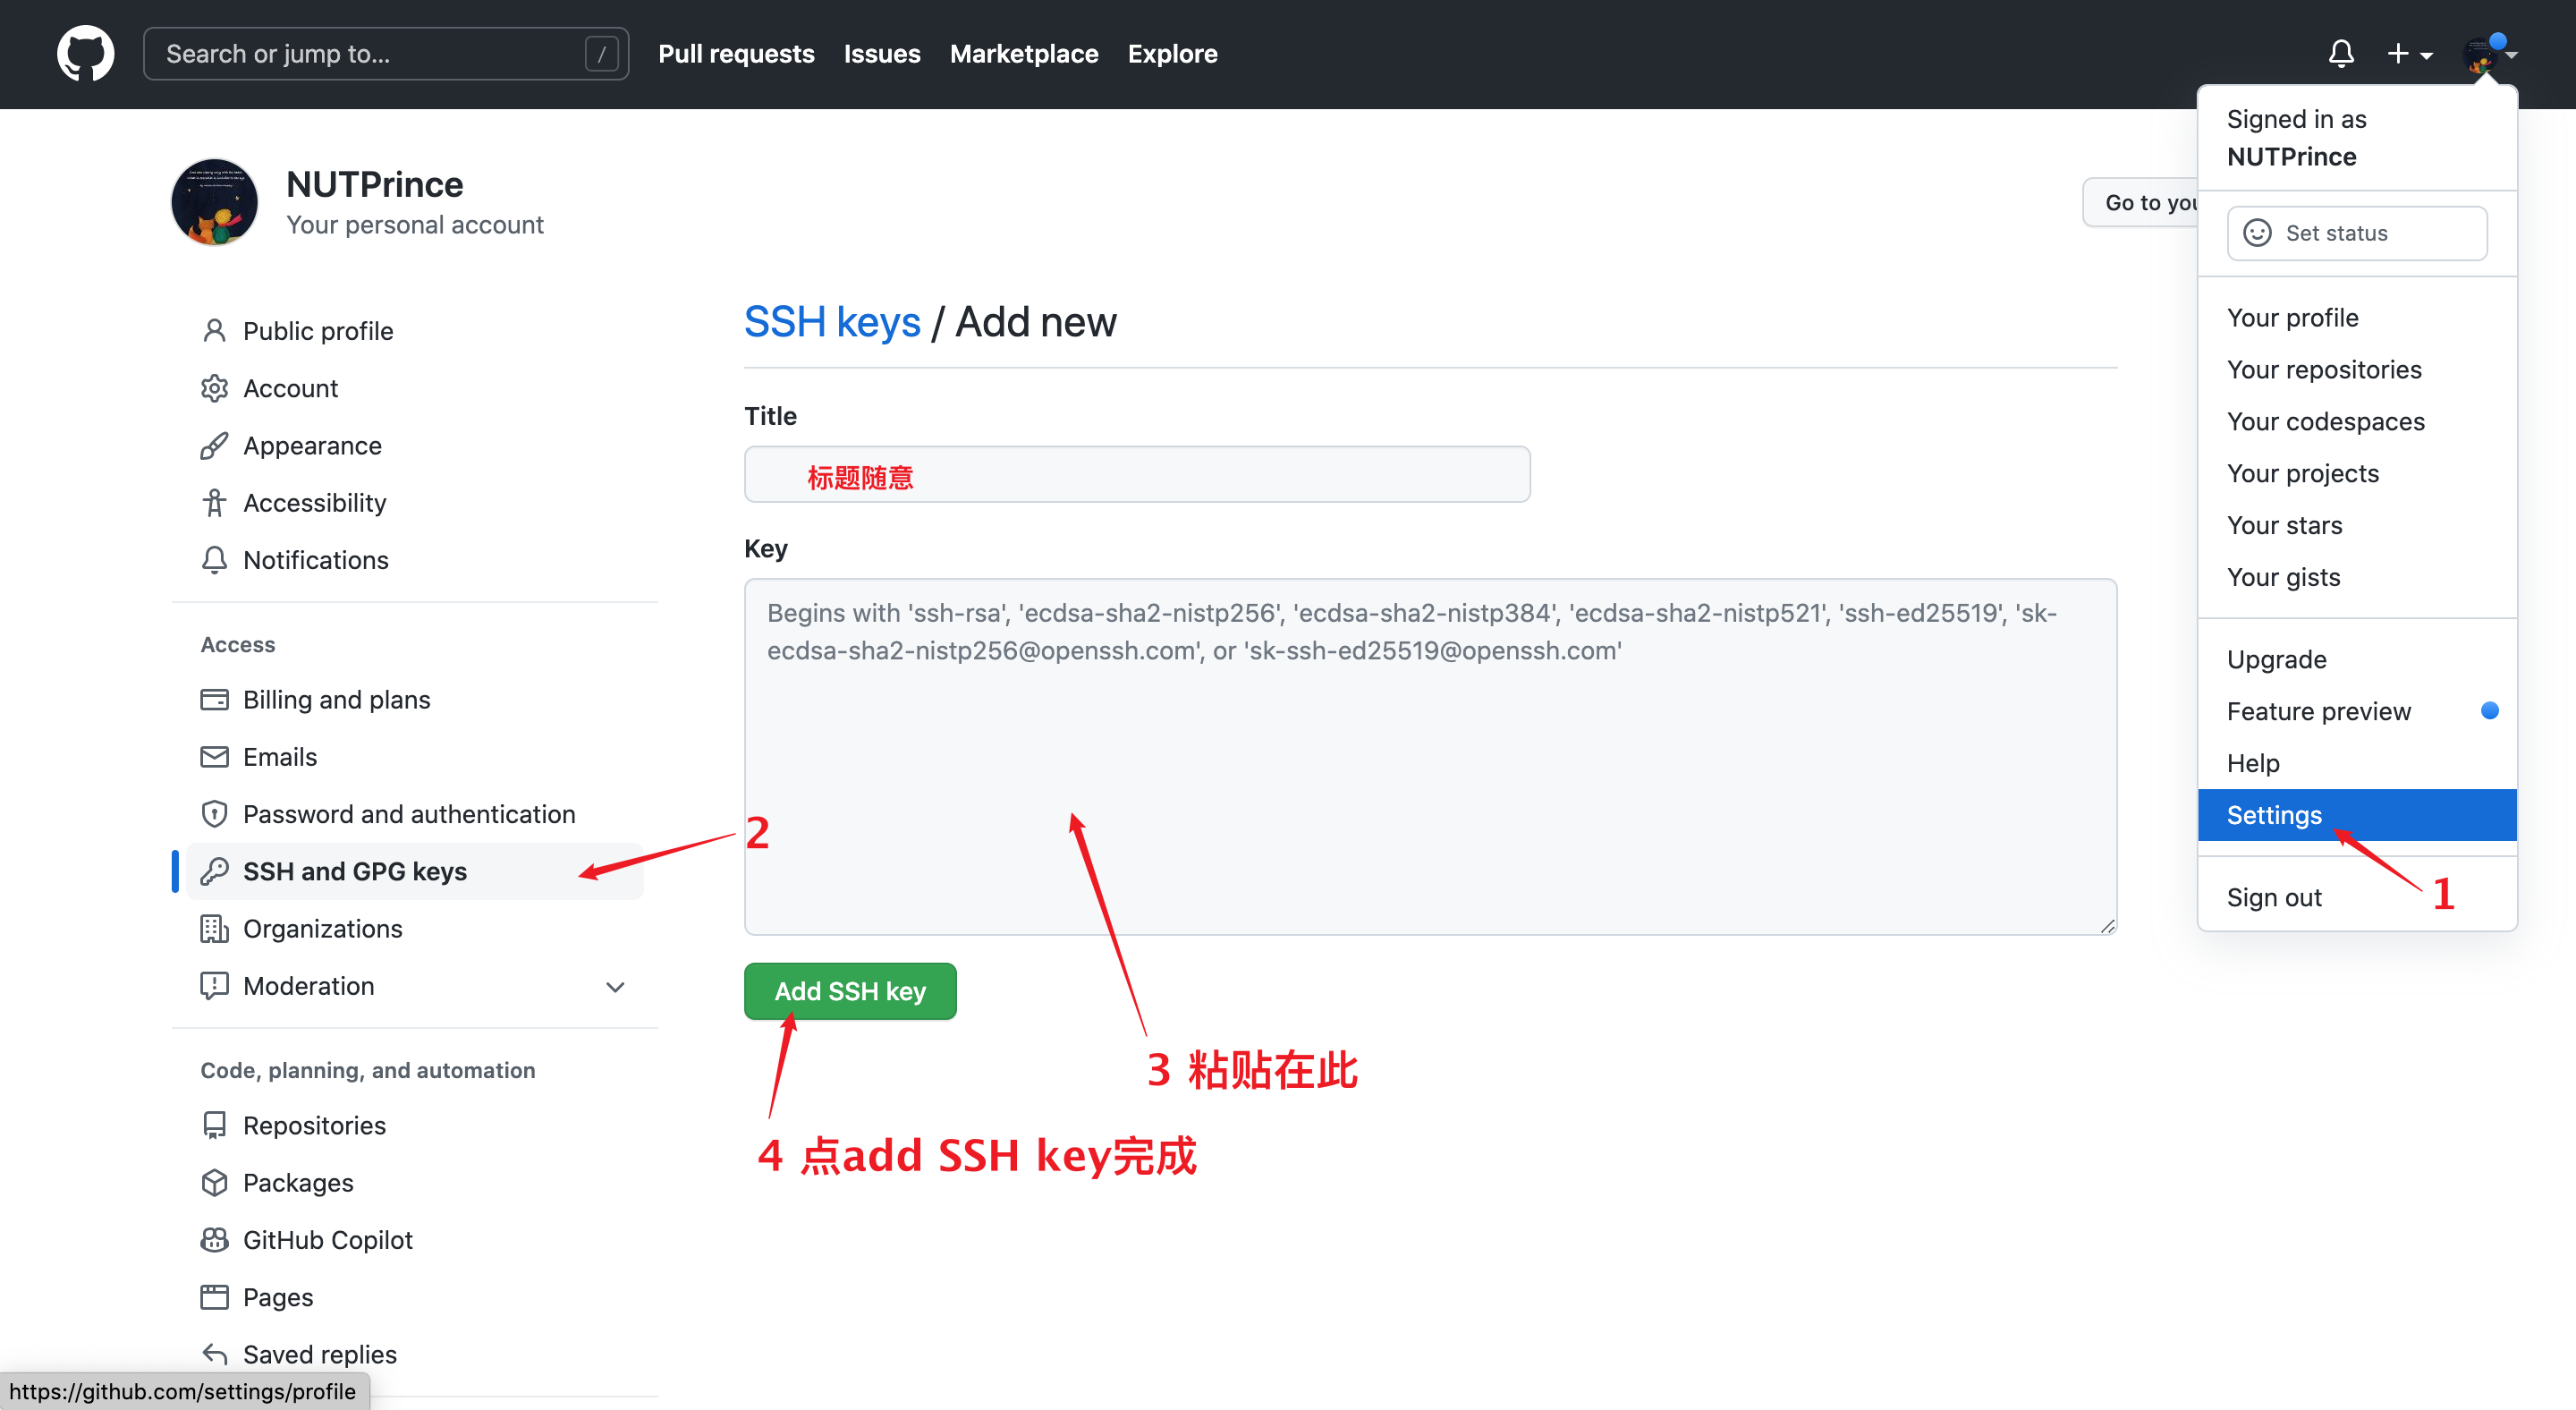 Search or jump to... /
Pull requests
Issues
Marketplace
Explore
NUTPrince
Your personal account
Go to you
Public profile
Account
Appearance
Accessibility
Notifications
Access
Billing and plans
Emails
Password and authentication
SSH and GPG keys
Organizations
Moderation
Code, planning, and automation
Repositories
Packages
GitHub Copilot
Pages
Saved replies
https://github.com/settings/profile
SSH keys / Add new
Title
标题随意
Key
Begins with 'ssh-rsa', 'ecdsa-sha2-nistp256', 'ecdsa-sha2-nistp384', 'ecdsa-sha2-nistp521', 'ssh-ed25519', 'sk-
ecdsa-sha2-nistp256@openssh.com', or 'sk-ssh-ed25519@openssh.com'
2
Add SSH key
3 粘贴在此
4 点add SSH key完成
Signed in as
NUTPrince
Set status
Your profile
Your repositories
Your codespaces
Your projects
Your stars
Your gists
Upgrade
Feature preview
Help
Settings
1
Sign out